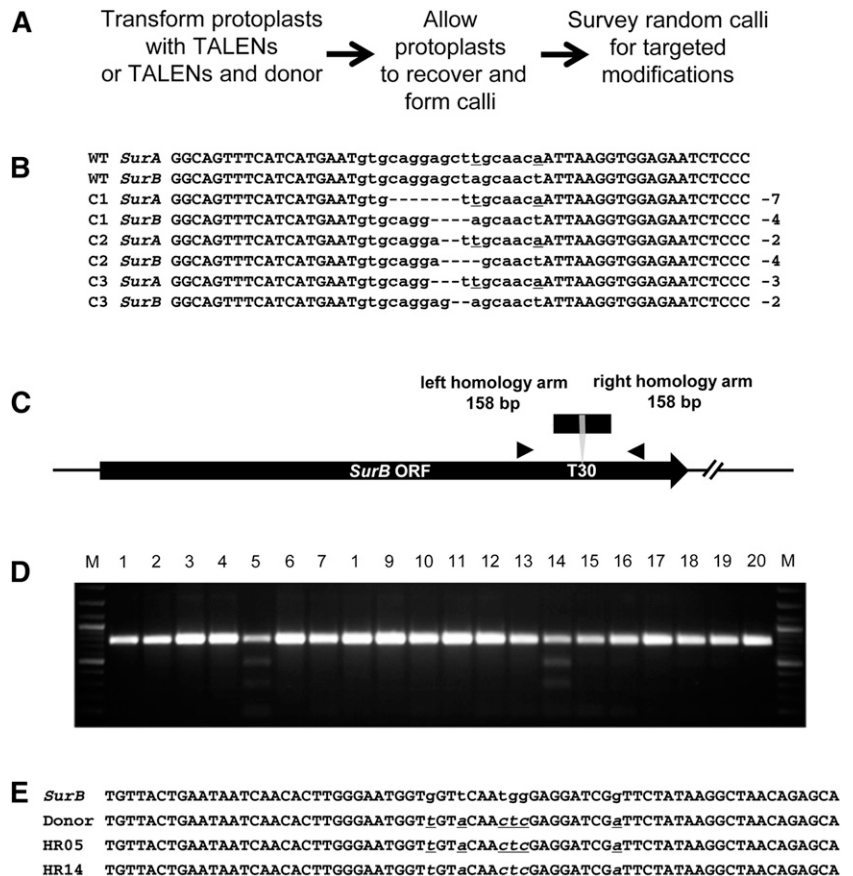 A
Transform protoplasts
with TALENs
or TALENs and donor
Allow
protoplasts
to recover and
form calli
Survey random calli
for targeted
modifications
B
WT SurA GGCAGTTTCATCATGAATgtgcaggagcttgcaacaATTAAGGTGGAGAATCTCCC
WT SurB GGCAGTTTCATCATGAATgtgcaggagctagcaactATTAAGGTGGAGAATCTCCC
C1 SurA GGCAGTTTCATCATGAATgtg-------ttgcaacaATTAAGGTGGAGAATCTCCC -7
C1 SurB GGCAGTTTCATCATGAATgtgcagg----agcaactATTAAGGTGGAGAATCTCCC -4
C2 SurA GGCAGTTTCATCATGAATgtgcagga--ttgcaacaATTAAGGTGGAGAATCTCCC -2
C2 SurB GGCAGTTTCATCATGAATgtgcagga----gcaactATTAAGGTGGAGAATCTCCC -4
C3 SurA GGCAGTTTCATCATGAATgtgcagg---ttgcaacaATTAAGGTGGAGAATCTCCC -3
C3 SurB GGCAGTTTCATCATGAATgtgcaggag--agcaactATTAAGGTGGAGAATCTCCC -2
C
left homology arm
158 bp
right homology arm
158 bp
SurB ORF
T30
D
M 1 2 3 4 5 6 7 1 9 10 11 12 13 14 15 16 17 18 19 20 M
E
SurB TGTTACTGAATAATCAACACTTGGGAATGGTgGTtCAAtggGAGGATCGgTTCTATAAGGCTAACAGAGCA
Donor TGTTACTGAATAATCAACACTTGGGAATGGTtGTaCAActcGAGGATCGaTTCTATAAGGCTAACAGAGCA
HR05 TGTTACTGAATAATCAACACTTGGGAATGGTtGTaCAActcGAGGATCGaTTCTATAAGGCTAACAGAGCA
HR14 TGTTACTGAATAATCAACACTTGGGAATGGTtGTaCAActcGAGGATCGaTTCTATAAGGCTAACAGAGCA